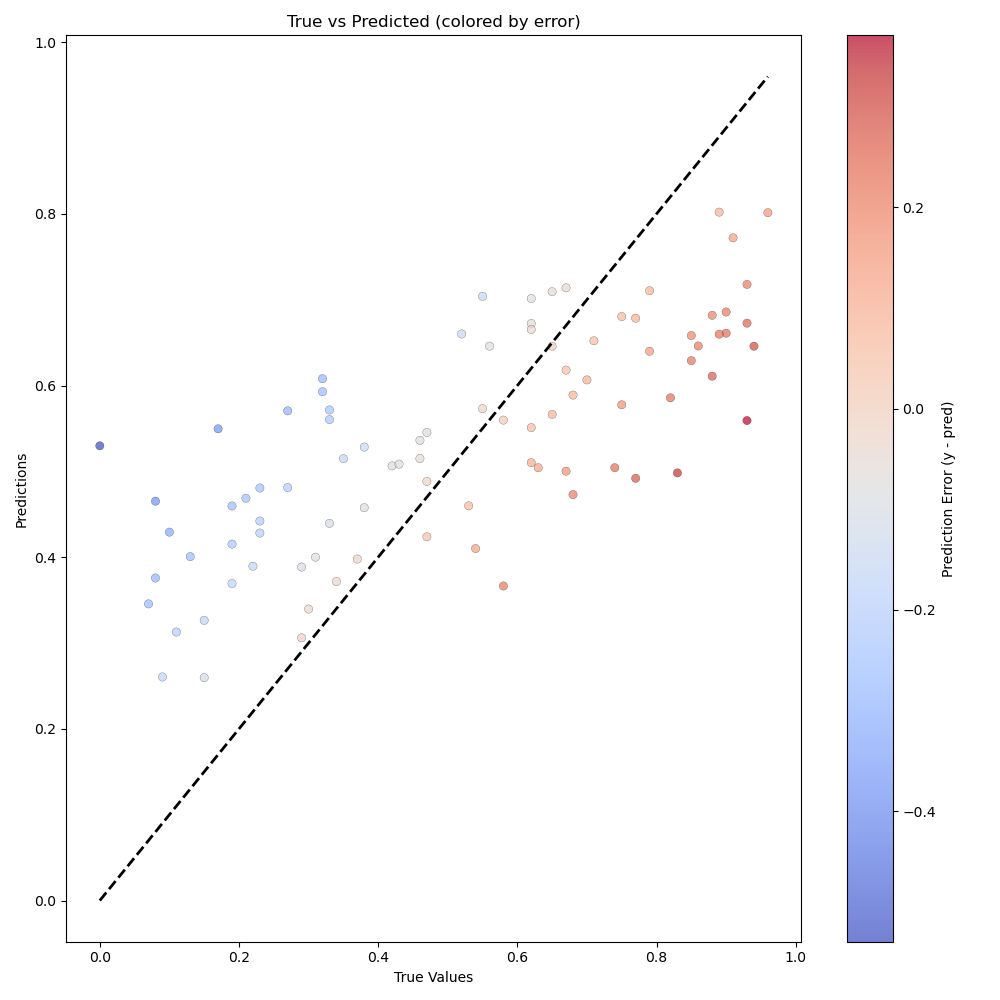 True vs Predicted (colored by error)
1.0
0.8
0.6
0.4
0.2
0.0
Predictions
0.0 0.2 0.4 0.6 0.8 1.0
True Values
0.2
0.0
−0.2
−0.4
Prediction Error (y - pred)